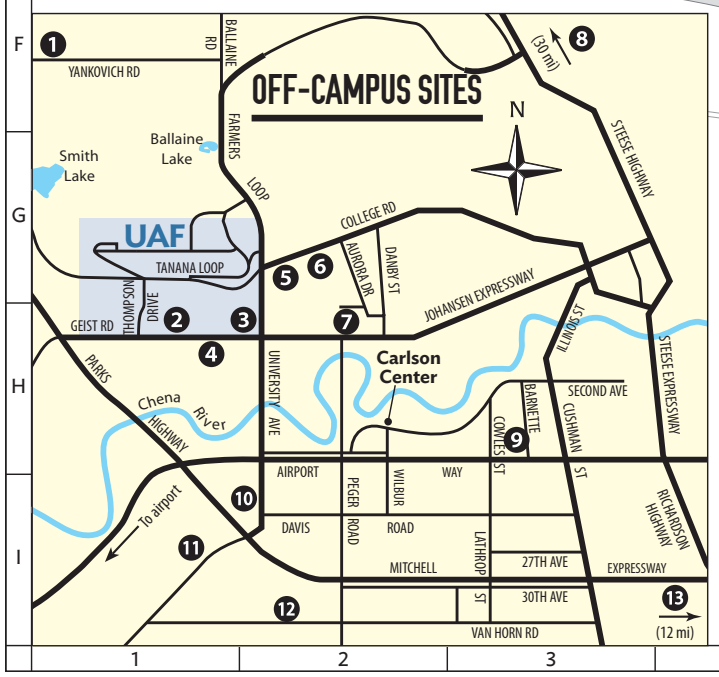 F
G
H
I
1
2
3
OFF-CAMPUS SITES
N
1
YANKOVICH RD
BALLAINE
RD
8
(30 mi)
STEESE HIGHWAY
Smith
Lake
Ballaine
Lake
FARMERS
LOOP
UAF
TANANA LOOP
THOMPSON
DRIVE
2
3
COLLEGE RD
5
6
AURORA DR
DANBY ST
7
JOHANSEN EXPRESSWAY
GEIST RD
4
ILLINOIS ST
STEESE EXPRESSWAY
PARKS
HIGHWAY
Chena
River
UNIVERSITY
AVE
Carlson
Center
SECOND AVE
BARNETTE
COWLES ST
9
CUSHMAN
ST
AIRPORT
WAY
10
PEGER
ROAD
WILBUR
RICHARDSON
HIGHWAY
To airport
DAVIS
ROAD
11
LATHROP
ST
27TH AVE
MITCHELL
EXPRESSWAY
12
30TH AVE
13
(12 mi)
VAN HORN RD